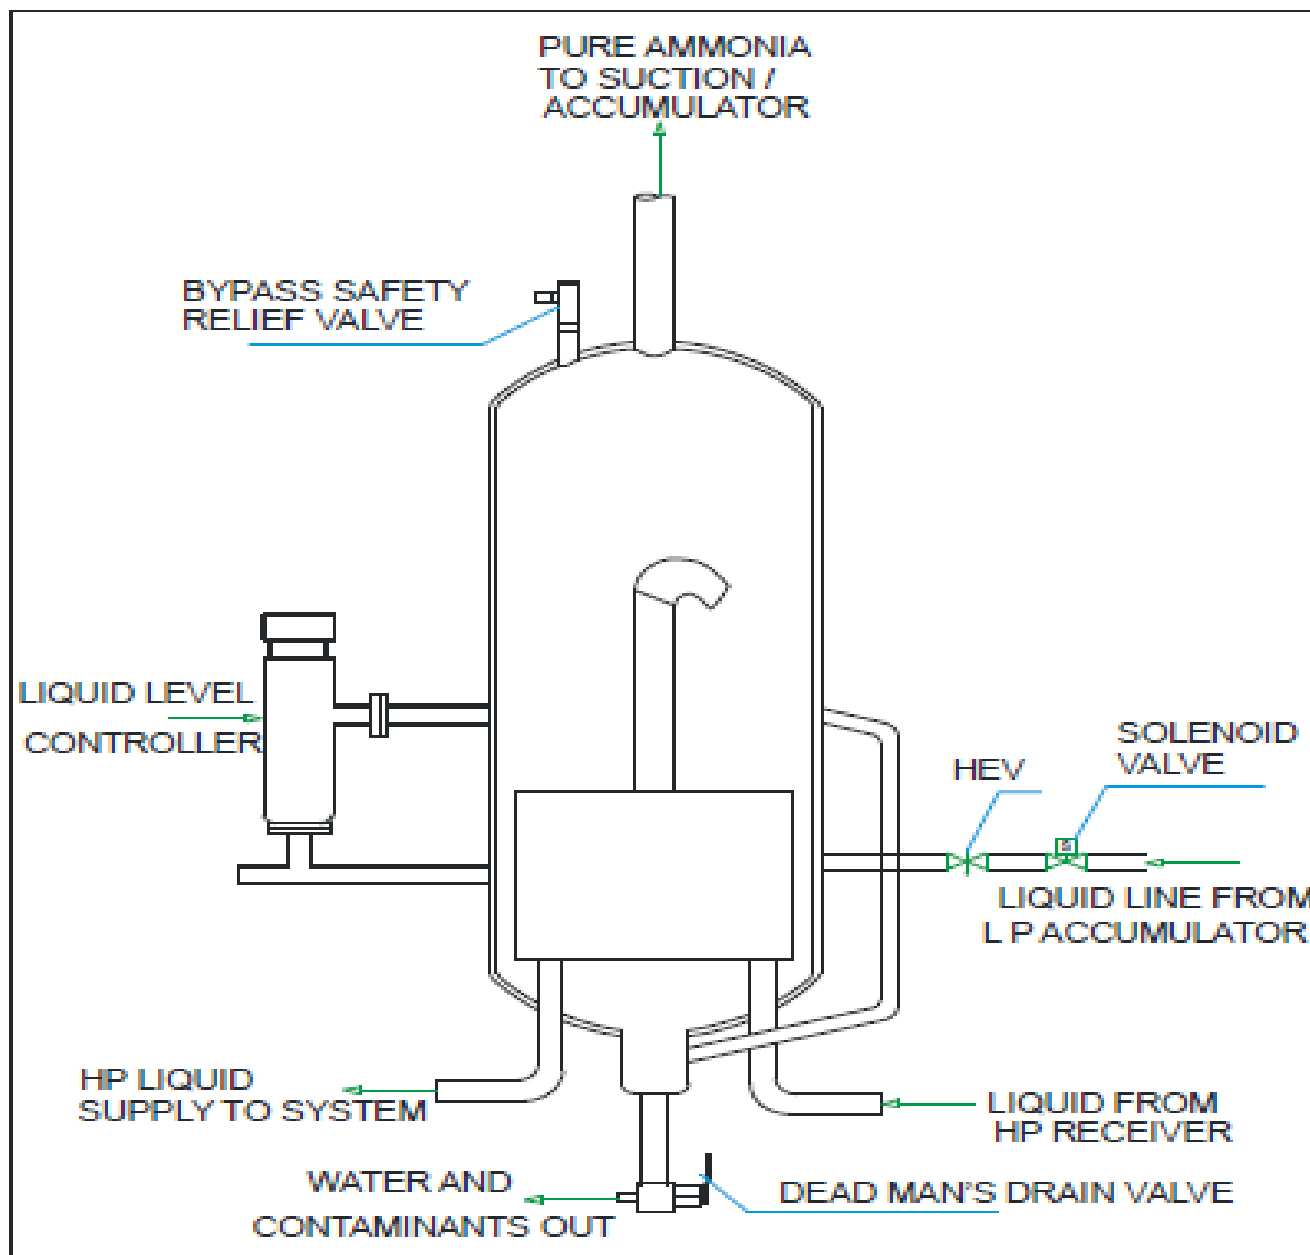 PURE AMMONIA
TO SUCTION /
ACCUMULATOR
BYPASS SAFETY
RELIEF VALVE
LIQUID LEVEL
CONTROLLER
SOLENOID
VALVE
HEV
S
LIQUID LINE FROM
L P ACCUMULATOR
HP LIQUID
SUPPLY TO SYSTEM
LIQUID FROM
HP RECEIVER
WATER AND
CONTAMINANTS OUT
DEAD MAN'S DRAIN VALVE